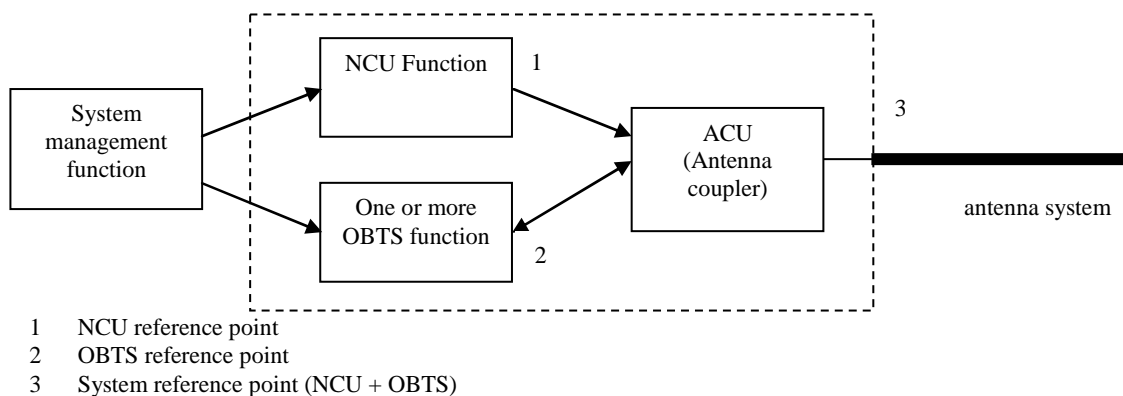 NCU Function
1
System
management
function
ACU
(Antenna
coupler)
3
One or more
OBTS function
2
antenna system
1 NCU reference point
2 OBTS reference point
3 System reference point (NCU + OBTS)